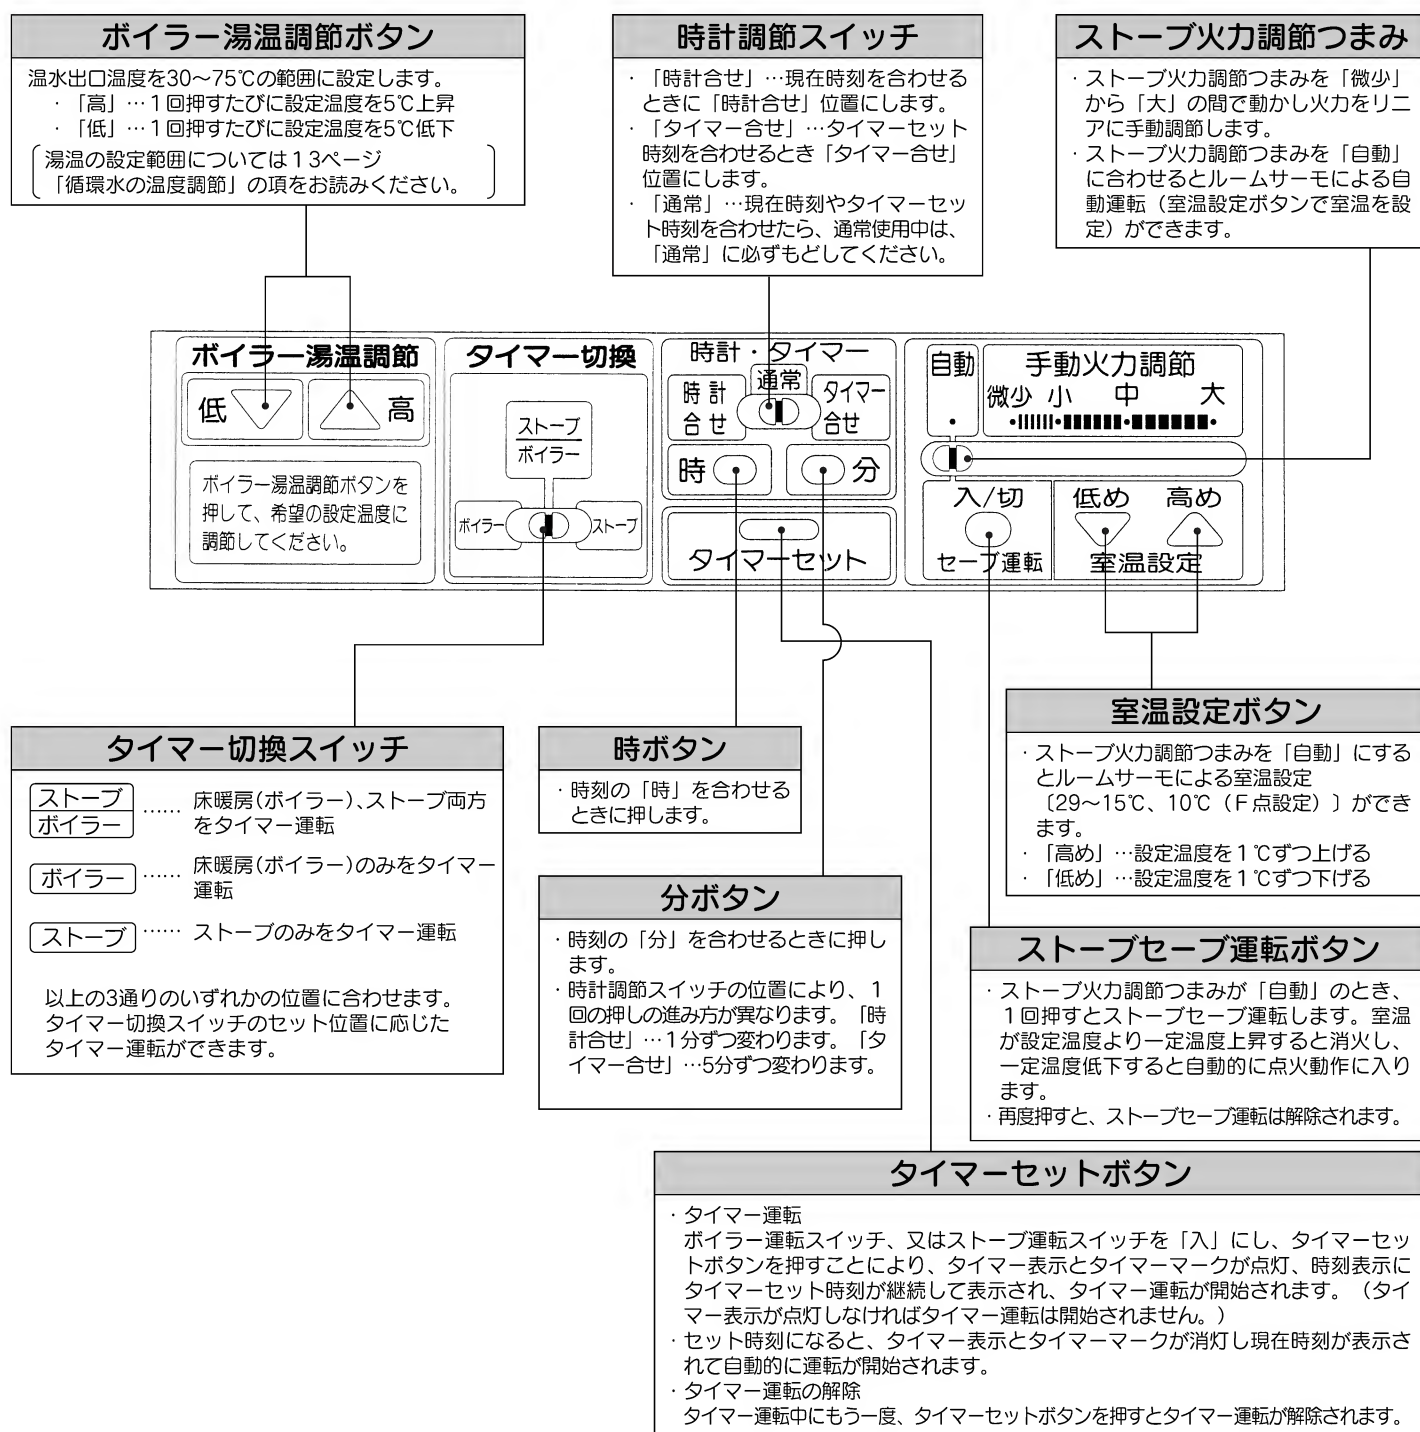 ボイラー湯温調節ボタン
温水出口温度を30～75℃の範囲に設定します。
・「高」…１回押すたびに設定温度を5℃上昇
・「低」…１回押すたびに設定温度を5℃低下
湯温の設定範囲については１3ページ
「循環水の温度調節」の項をお読みください。
時計調節スイッチ
・「時計合せ」…現在時刻を合わせる
ときに「時計合せ」位置にします。
・「タイマー合せ」…タイマーセット
時刻を合わせるとき「タイマー合せ」
位置にします。
・「通常」…現在時刻やタイマーセッ
ト時刻を合わせたら、通常使用中は、
「通常」に必ずもどしてください。
ストーブ火力調節つまみ
・ストーブ火力調節つまみを「微少」
から「大」の間で動かし火力をリニ
アに手動調節します。
・ストーブ火力調節つまみを「自動」
に合わせるとルームサーモによる自
動運転（室温設定ボタンで室温を設
定）ができます。
ボイラー湯温調節
低
高
ボイラー湯温調節ボタンを
押して、希望の設定温度に
調節してください。
タイマー切換
ストーブ
ボイラー
ボイラー
ストーブ
時計・タイマー
時計
合せ
通常
タイマー
合せ
時
分
タイマーセット
自動
手動火力調節
微少 小 中 大
入/切
セーブ運転
低め 高め
室温設定
タイマー切換スイッチ
ストーブ
ボイラー
…… 床暖房(ボイラー)、ストーブ両方
をタイマー運転
ボイラー …… 床暖房(ボイラー)のみをタイマー
運転
ストーブ …… ストーブのみをタイマー運転
以上の3通りのいずれかの位置に合わせます。
タイマー切換スイッチのセット位置に応じた
タイマー運転ができます。
時ボタン
・時刻の「時」を合わせる
ときに押します。
分ボタン
・時刻の「分」を合わせるときに押し
ます。
・時計調節スイッチの位置により、１
回の押しの進み方が異なります。「時
計合せ」…１分ずつ変わります。「タ
イマー合せ」…5分ずつ変わります。
室温設定ボタン
・ストーブ火力調節つまみを「自動」にする
とルームサーモによる室温設定
〔29～15℃、10℃（Ｆ点設定）〕ができ
ます。
・「高め」…設定温度を１℃ずつ上げる
・「低め」…設定温度を１℃ずつ下げる
ストーブセーブ運転ボタン
・ストーブ火力調節つまみが「自動」のとき、
１回押すとストーブセーブ運転します。室温
が設定温度より一定温度上昇すると消火し、
一定温度低下すると自動的に点火動作に入り
ます。
・再度押すと、ストーブセーブ運転は解除されます。
タイマーセットボタン
・タイマー運転
ボイラー運転スイッチ、又はストーブ運転スイッチを「入」にし、タイマーセッ
トボタンを押すことにより、タイマー表示とタイマーマークが点灯、時刻表示に
タイマーセット時刻が継続して表示され、タイマー運転が開始されます。（タイ
マー表示が点灯しなければタイマー運転は開始されません。）
・セット時刻になると、タイマー表示とタイマーマークが消灯し現在時刻が表示さ
れて自動的に運転が開始されます。
・タイマー運転の解除
タイマー運転中にもう一度、タイマーセットボタンを押すとタイマー運転が解除されます。